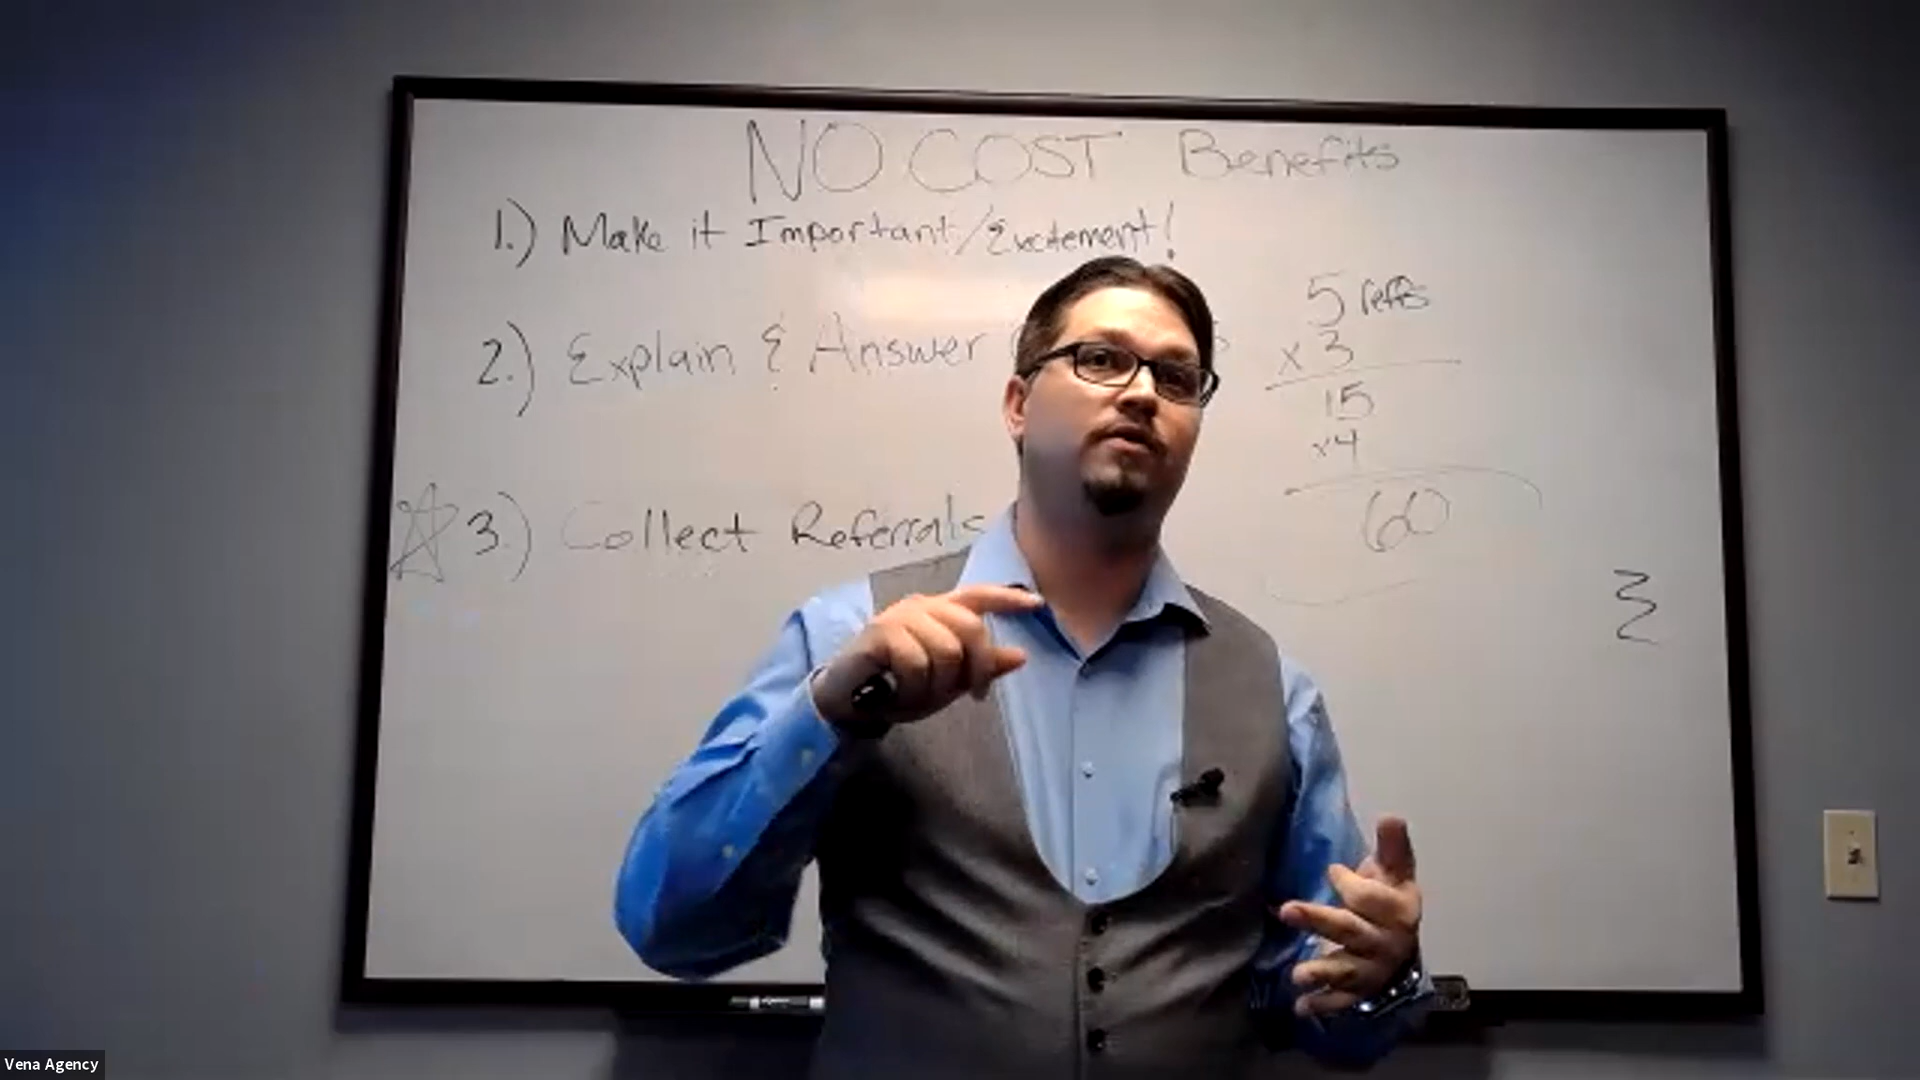 NO COST Benefits
1.) Make it Important/Excitement!
2.) Explain & Answer
3.) Collect Referrals
5 reffs
x 3
15
x4
60
Vena Agency